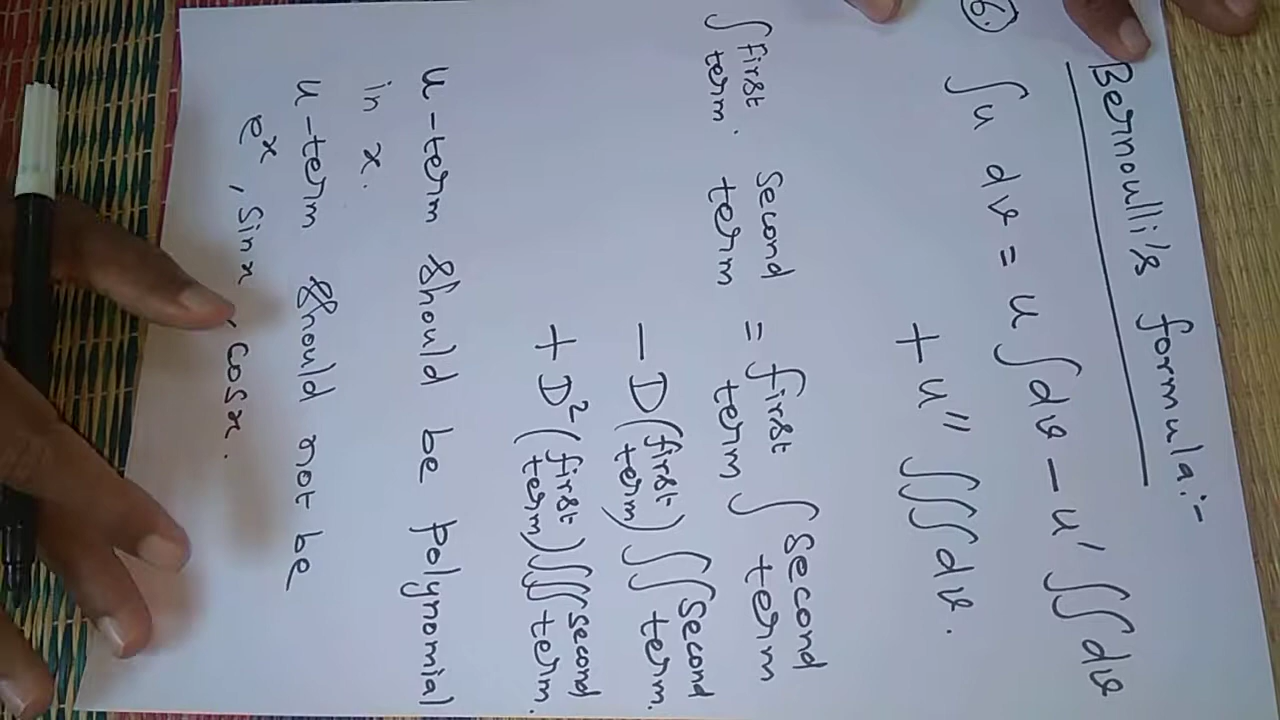 Bernoulli's formula:-
6. ∫u dv = u∫dv - u' ∫∫dv
+ u'' ∫∫∫dv.
∫ first term . second term = first term ∫ second term
- D(first term) ∫∫ second term.
+ D²(first term) ∫∫∫ second term.
u-term should be polynomial
in x.
u-term should not be
eˣ, sinx, cosx.